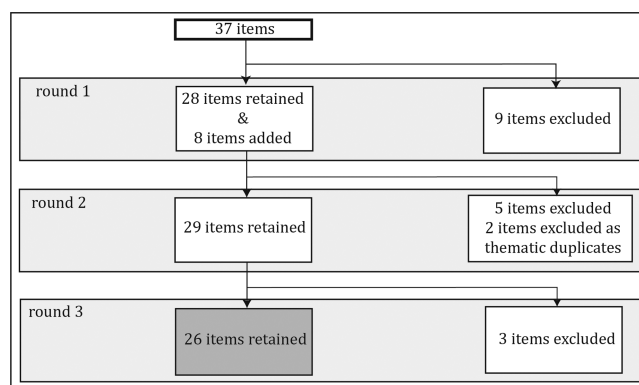 37 items
round 1
28 items retained
&
8 items added
9 items excluded
round 2
29 items retained
5 items excluded
2 items excluded as
thematic duplicates
round 3
26 items retained
3 items excluded